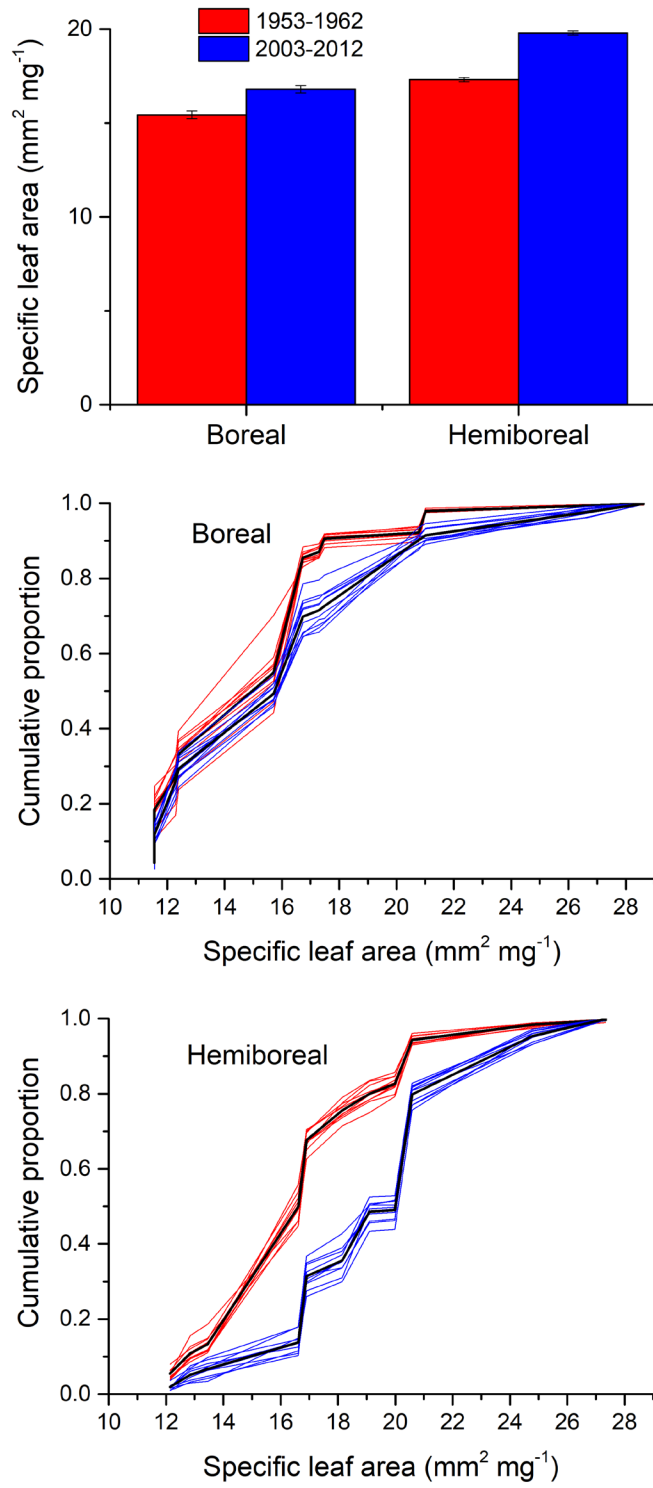 1953-1962
2003-2012
20
10
0
Specific leaf area (mm² mg⁻¹)
Boreal Hemiboreal
Boreal
1.0
0.8
0.6
0.4
0.2
0.0
Cumulative proportion
10 12 14 16 18 20 22 24 26 28
Specific leaf area (mm² mg⁻¹)
Hemiboreal
1.0
0.8
0.6
0.4
0.2
0.0
Cumulative proportion
10 12 14 16 18 20 22 24 26 28
Specific leaf area (mm² mg⁻¹)